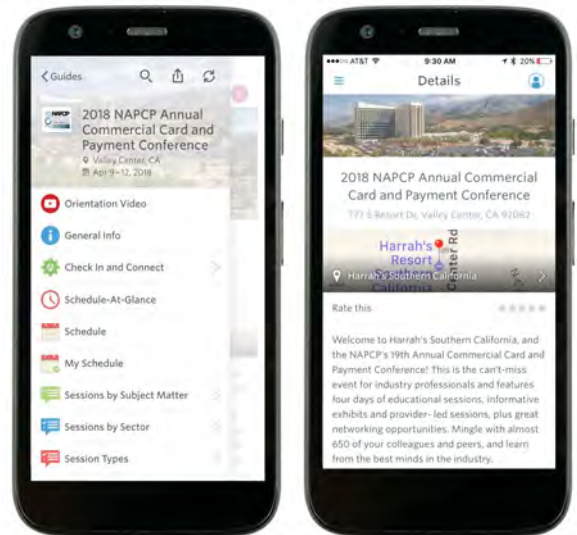 Guides
NAPCP
2018 NAPCP Annual
Commercial Card and
Payment Conference
Valley Center, CA
Apr 9–12, 2018
Orientation Video
General Info
Check In and Connect
Schedule-At-Glance
Schedule
My Schedule
Sessions by Subject Matter
Sessions by Sector
Session Types
AT&T
9:30 AM
20%
Details
2018 NAPCP Annual Commercial
Card and Payment Conference
777 S Resort Dr, Valley Center, CA 92082
Harrah's
Resort
Southern
California
Center Rd
Harrah's Southern California
Rate this
Welcome to Harrah's Southern California, and
the NAPCP's 19th Annual Commercial Card and
Payment Conference! This is the can't-miss
event for industry professionals and features
four days of educational sessions, informative
exhibits and provider- led sessions, plus great
networking opportunities. Mingle with almost
650 of your colleagues and peers, and learn
from the best minds in the industry.